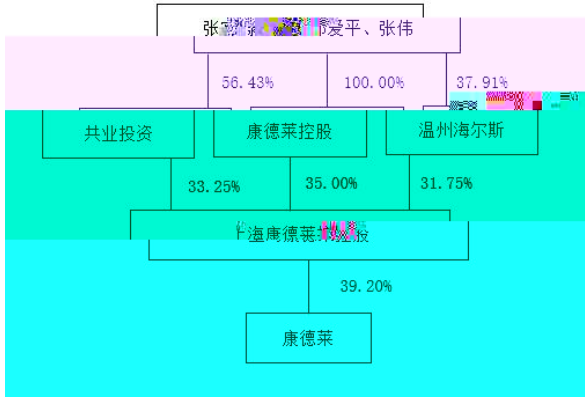 张 爱平、张伟
56.43% 100.00% 37.91%
共业投资 康德莱控股 温州海尔斯
33.25% 35.00% 31.75%
上海康德莱控股
39.20%
康德莱